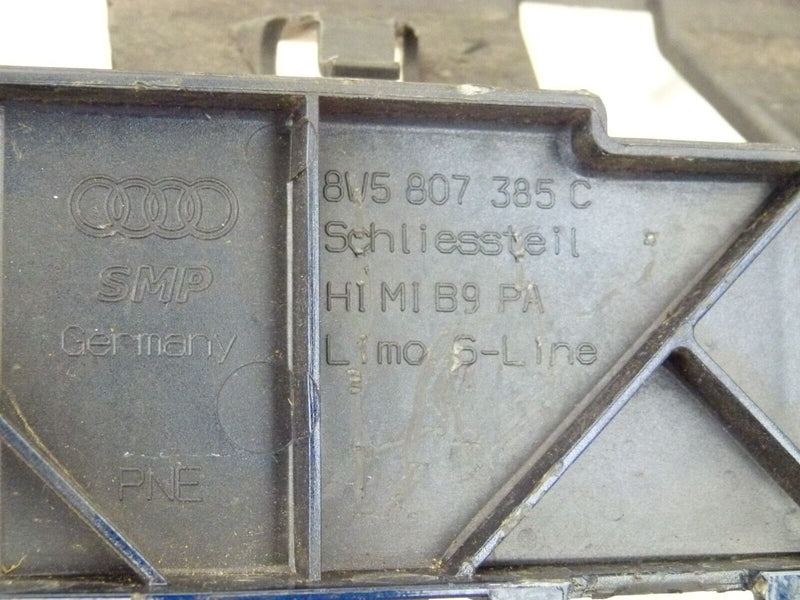 SMP
Germany
PNE
8V5 807 385 C
Schliessteil
HI MI B9 PA
Limo S-Line